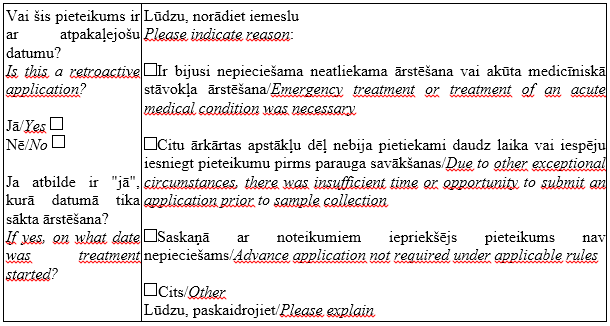 Vai šis pieteikums ir
ar atpakaļejošu
datumu?
Is this a retroactive
application?
Jā/Yes ☐
Nē/No ☐
Ja atbilde ir "jā",
kurā datumā tika
sākta ārstēšana?
If yes, on what date
was treatment
started?
Lūdzu, norādiet iemeslu
Please indicate reason:
☐Ir bijusi nepieciešama neatliekama ārstēšana vai akūta medicīniskā
stāvokļa ārstēšana/Emergency treatment or treatment of an acute
medical condition was necessary
☐Citu ārkārtas apstākļu dēļ nebija pietiekami daudz laika vai iespēju
iesniegt pieteikumu pirms parauga savākšanas/Due to other exceptional
circumstances, there was insufficient time or opportunity to submit an
application prior to sample collection
☐Saskaņā ar noteikumiem iepriekšējs pieteikums nav
nepieciešams/Advance application not required under applicable rules
☐Cits/Other
Lūdzu, paskaidrojiet/Please explain